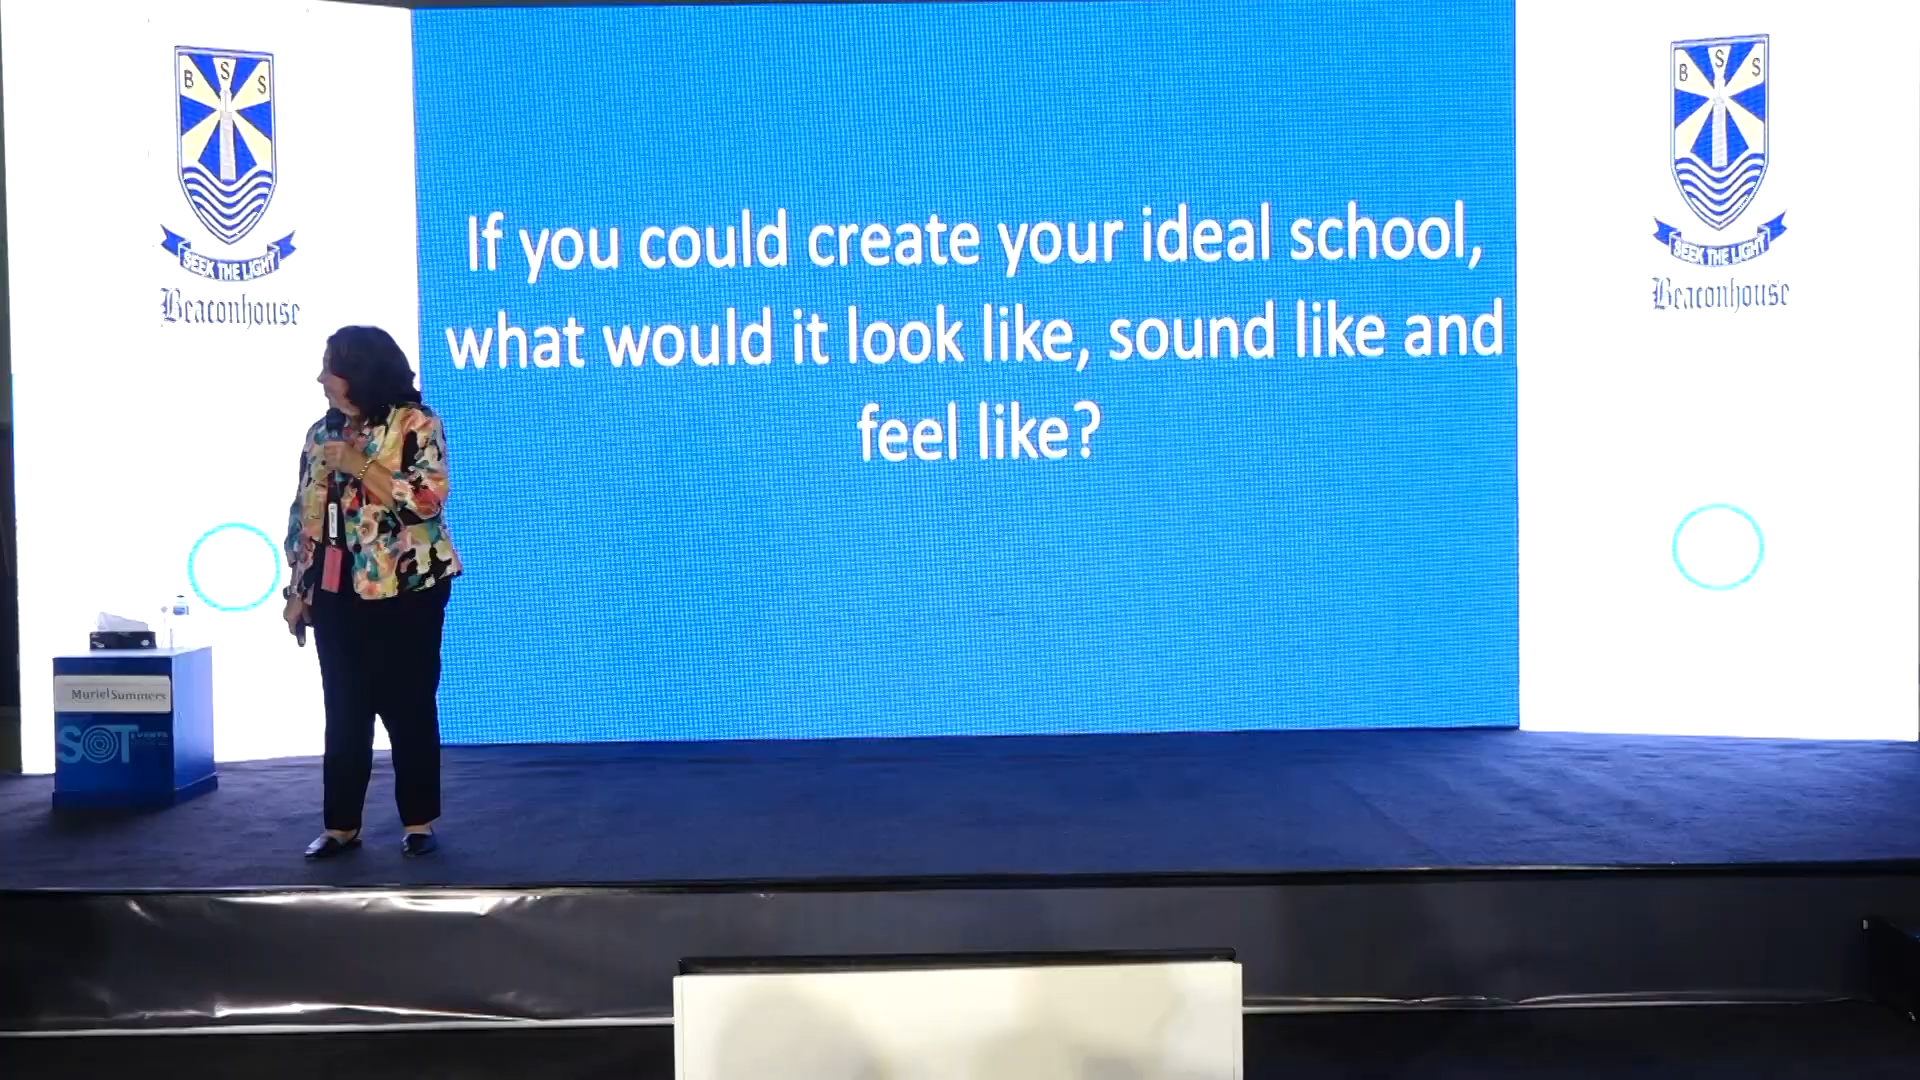 B S S
SEEK THE LIGHT
Beaconhouse
If you could create your ideal school,
what would it look like, sound like and
feel like?
B S S
SEEK THE LIGHT
Beaconhouse
Muriel Summers
SOT
EVENTS